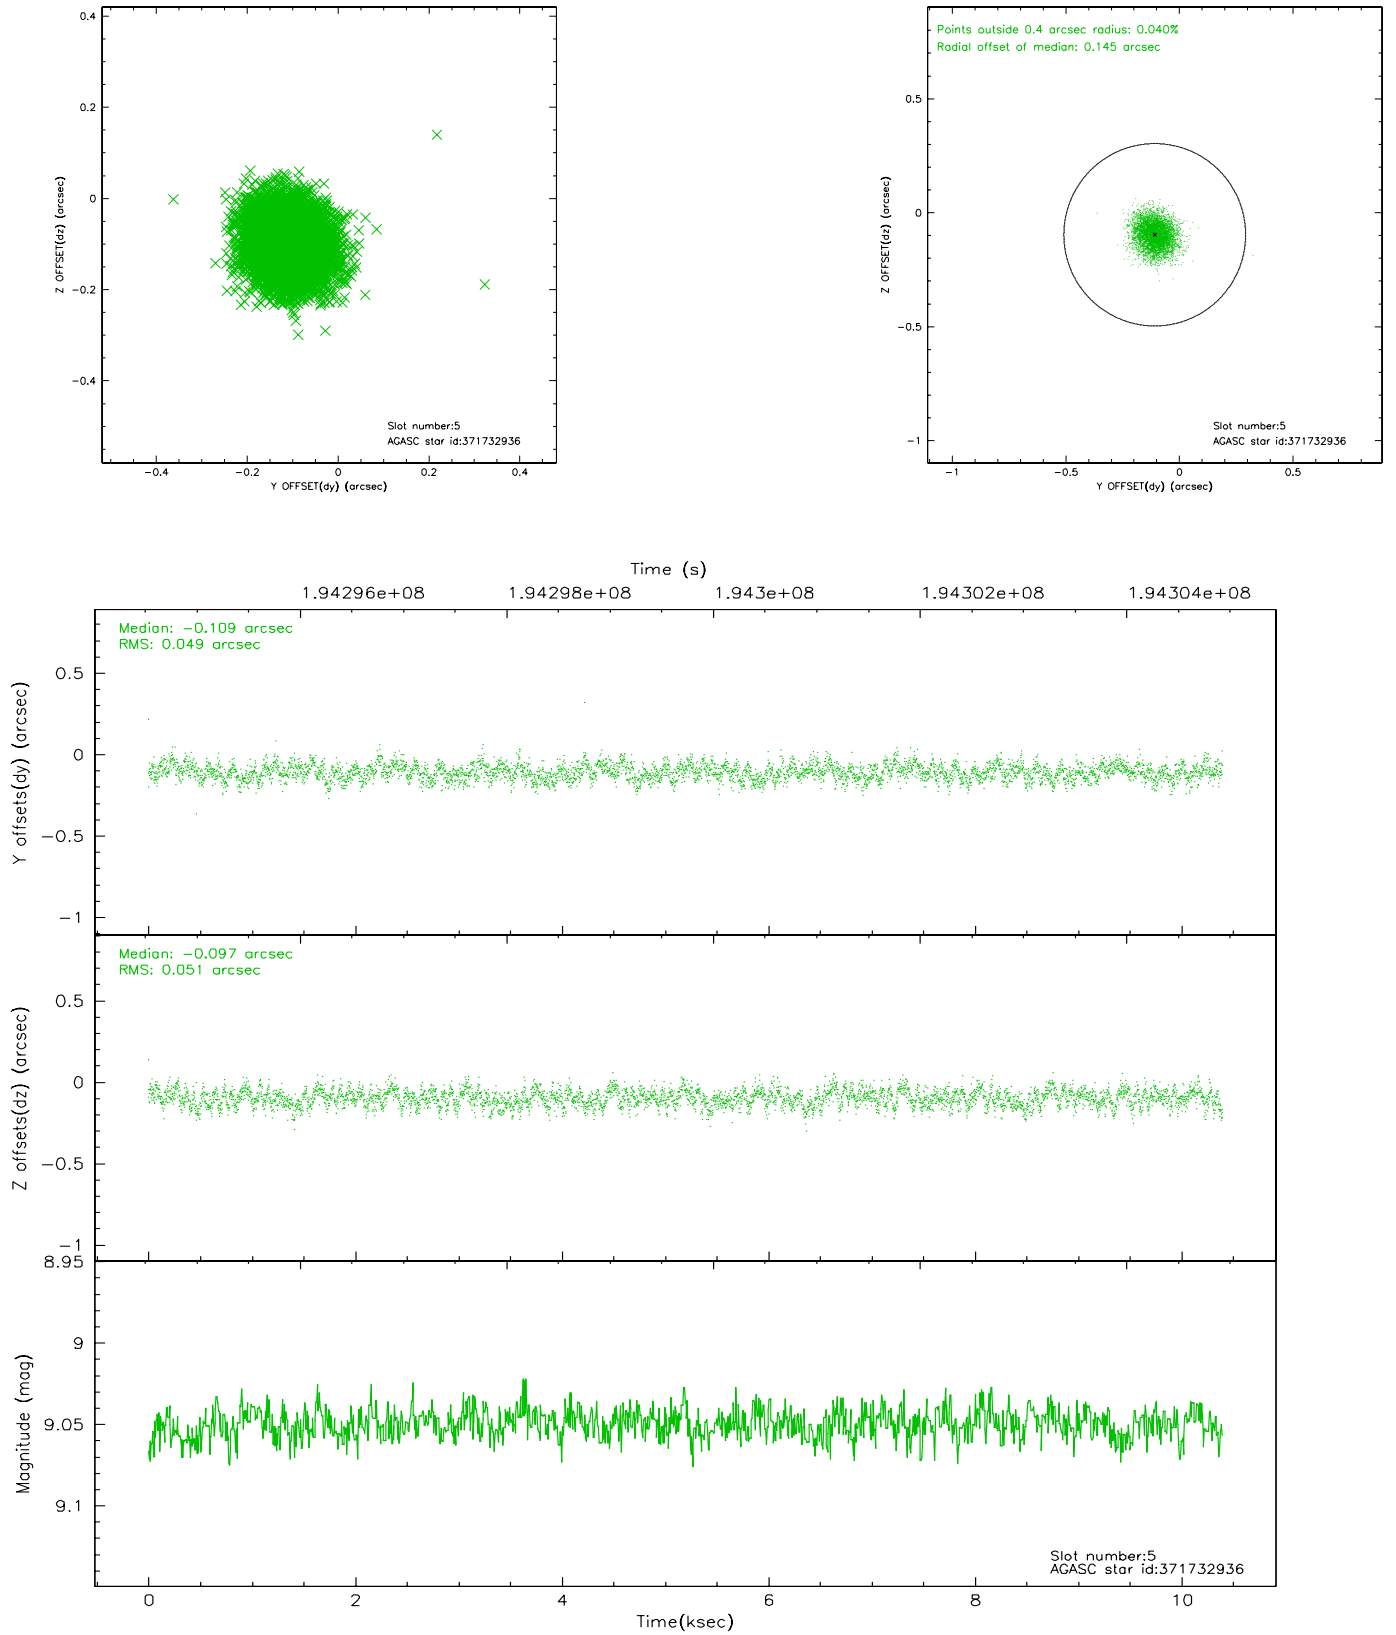 0.4
0.2
0
−0.2
−0.4
Z OFFSET(dz) (arcsec)
Slot number:5
AGASC star id:371732936
−0.4 −0.2 0 0.2 0.4
Y OFFSET(dy) (arcsec)
Points outside 0.4 arcsec radius: 0.040%
Radial offset of median: 0.145 arcsec
0.5
0
−0.5
−1
Z OFFSET(dz) (arcsec)
Slot number:5
AGASC star id:371732936
−1 −0.5 0 0.5
Y OFFSET(dy) (arcsec)
Time (s)
1.94296e+08 1.94298e+08 1.943e+08 1.94302e+08 1.94304e+08
Median: −0.109 arcsec
RMS: 0.049 arcsec
0.5
0
−0.5
−1
Y offsets(dy) (arcsec)
Median: −0.097 arcsec
RMS: 0.051 arcsec
0.5
0
−0.5
−1
Z offsets(dz) (arcsec)
8.95
9
9.05
9.1
Magnitude (mag)
Slot number:5
AGASC star id:371732936
0 2 4 6 8 10
Time(ksec)